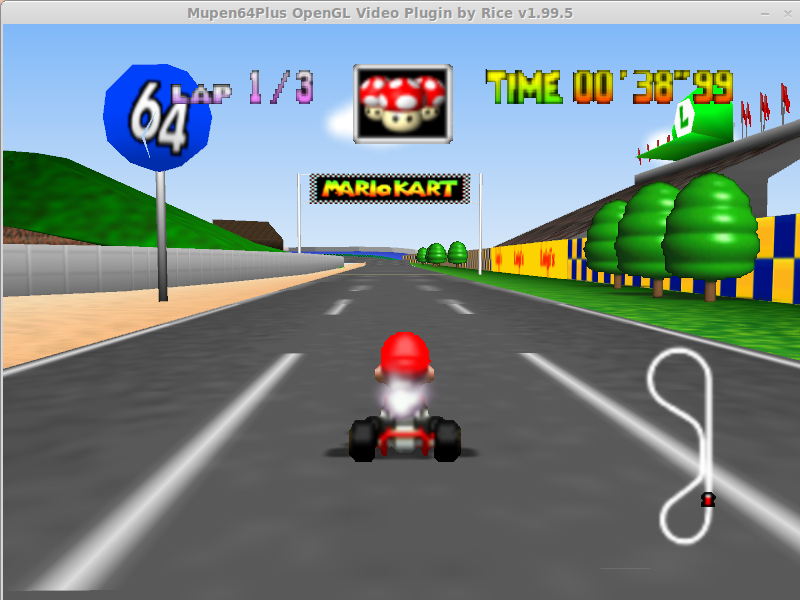 Mupen64Plus OpenGL Video Plugin by Rice v1.99.5
64
LAP 1/3
TIME 00'38"99
L
MARIO KART